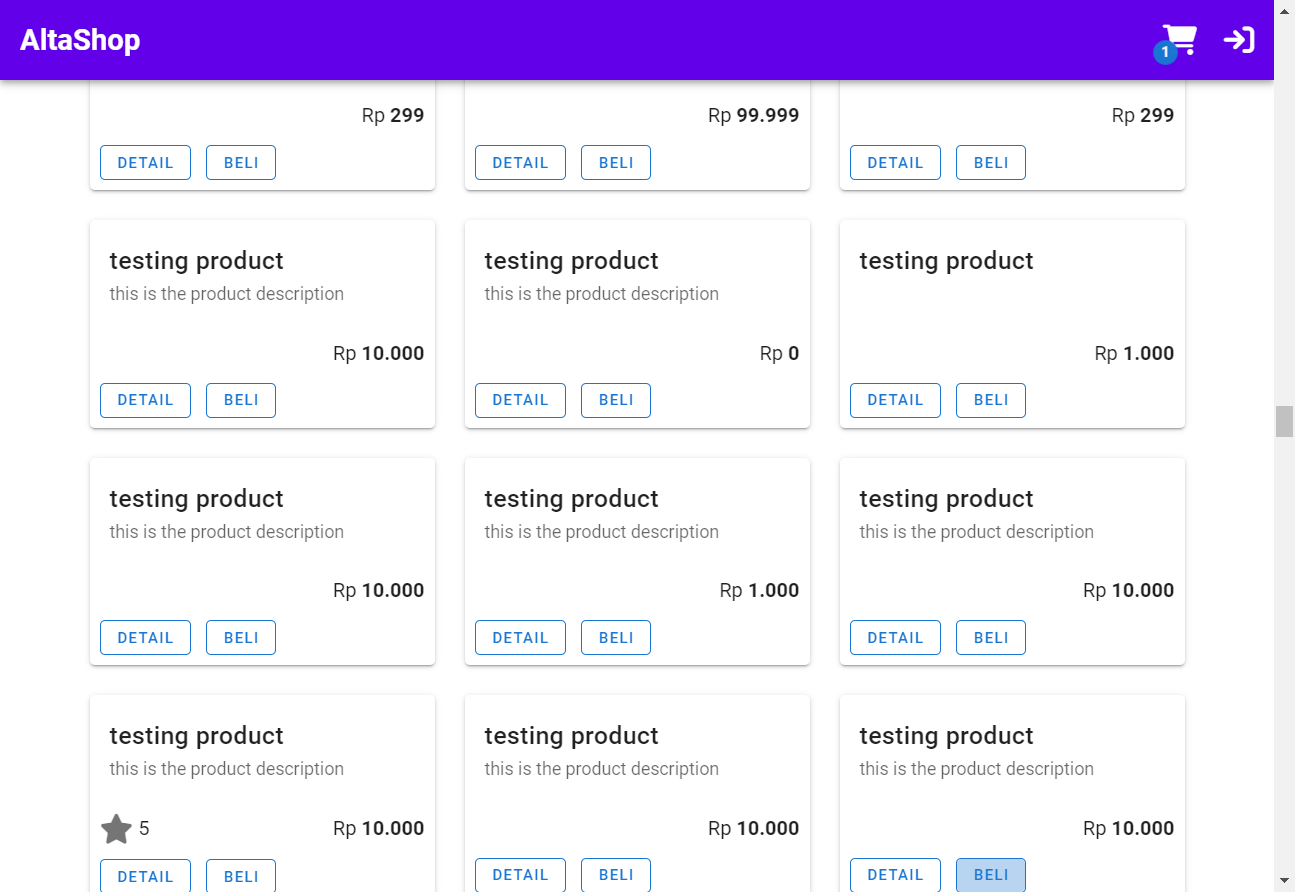 AltaShop
1
Rp 299
Rp 99.999
Rp 299
DETAIL BELI
DETAIL BELI
DETAIL BELI
testing product
this is the product description
Rp 10.000
DETAIL BELI
testing product
this is the product description
Rp 0
DETAIL BELI
testing product
Rp 1.000
DETAIL BELI
testing product
this is the product description
Rp 10.000
DETAIL BELI
testing product
this is the product description
Rp 1.000
DETAIL BELI
testing product
this is the product description
Rp 10.000
DETAIL BELI
testing product
this is the product description
5 Rp 10.000
DETAIL BELI
testing product
this is the product description
Rp 10.000
DETAIL BELI
testing product
this is the product description
Rp 10.000
DETAIL BELI